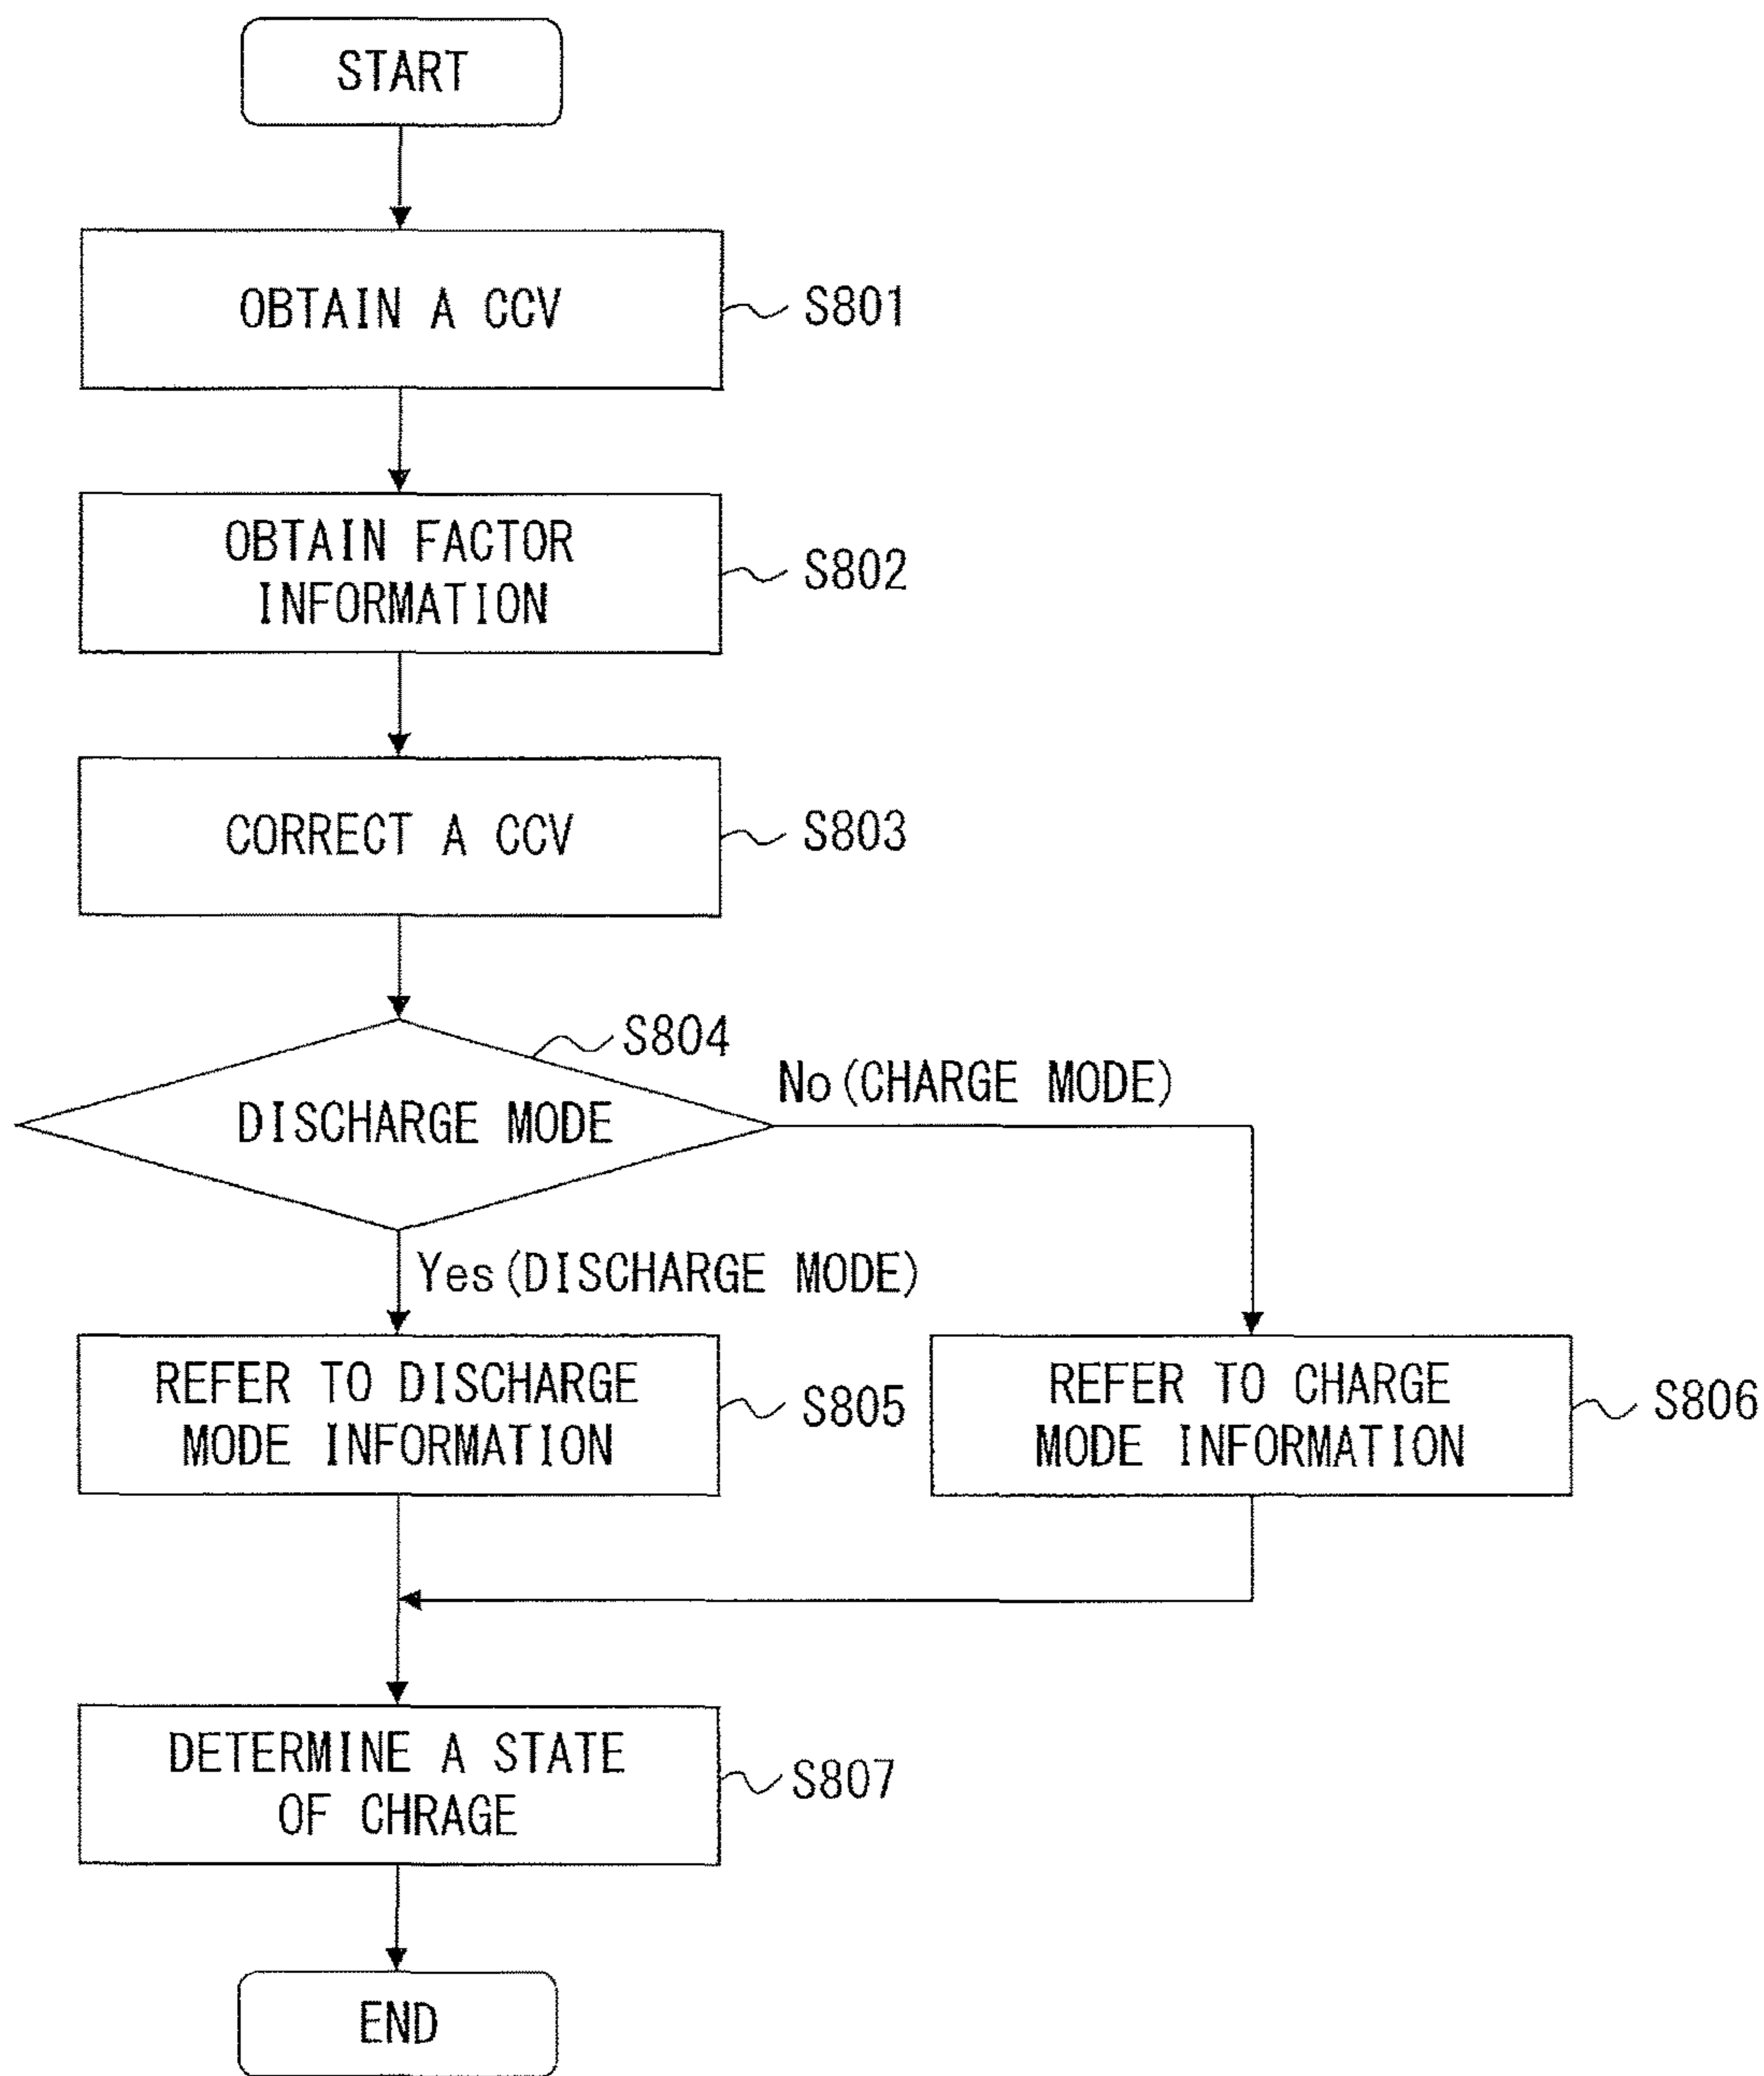 START
OBTAIN A CCV
S801
OBTAIN FACTOR
INFORMATION
S802
CORRECT A CCV
S803
S804
DISCHARGE MODE
No (CHARGE MODE)
Yes (DISCHARGE MODE)
REFER TO DISCHARGE
MODE INFORMATION
S805
REFER TO CHARGE
MODE INFORMATION
S806
DETERMINE A STATE
OF CHRAGE
S807
END